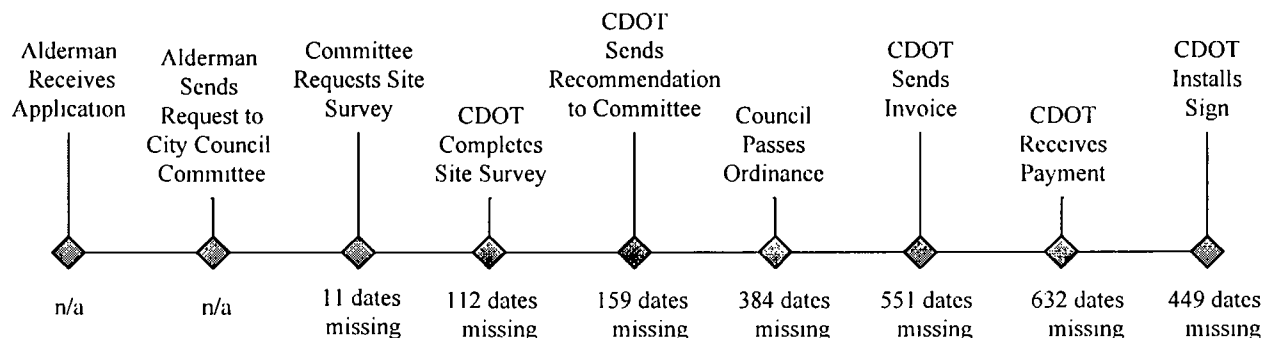 Alderman
Receives
Application
Alderman
Sends
Request to
City Council
Committee
Committee
Requests Site
Survey
CDOT
Completes
Site Survey
CDOT
Sends
Recommendation
to Committee
Council
Passes
Ordinance
CDOT
Sends
Invoice
CDOT
Receives
Payment
CDOT
Installs
Sign
n/a
n/a
11 dates
missing
112 dates
missing
159 dates
missing
384 dates
missing
551 dates
missing
632 dates
missing
449 dates
missing